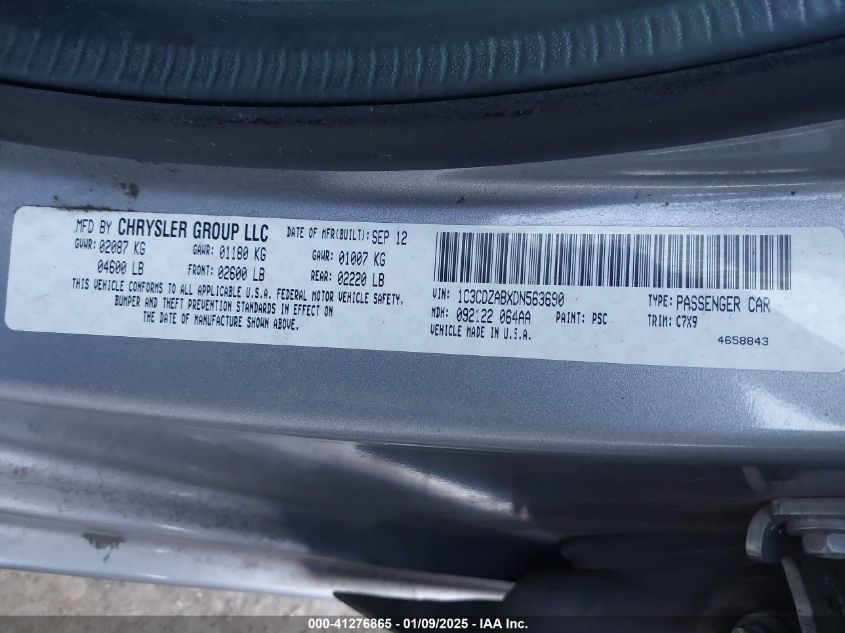 MFD BY CHRYSLER GROUP LLC DATE OF MFR(BUILT): SEP 12
GVWR: 02087 KG GAWR: 01180 KG GAWR: 01007 KG
04600 LB FRONT: 02600 LB REAR: 02220 LB
THIS VEHICLE CONFORMS TO ALL APPLICABLE U.S.A. FEDERAL MOTOR VEHICLE SAFETY,
BUMPER AND THEFT PREVENTION STANDARDS IN EFFECT ON
THE DATE OF MANUFACTURE SHOWN ABOVE.
VIN: 1C3CDZABXDN563690 TYPE: PASSENGER CAR
MDH: 092122 064AA PAINT: PSC TRIM: C7X9
VEHICLE MADE IN U.S.A. 4658843
000-41276865 | 01/09/2025 | IAA Inc.